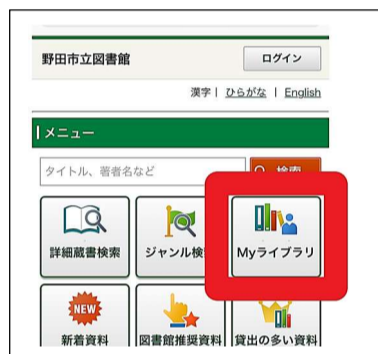 野田市立図書館
ログイン
漢字 | ひらがな | English
メニュー
タイトル、著者名など
検索
詳細蔵書検索
ジャンル検
Myライブラリ
NEW
新着資料
図書館推奨資料
貸出の多い資料